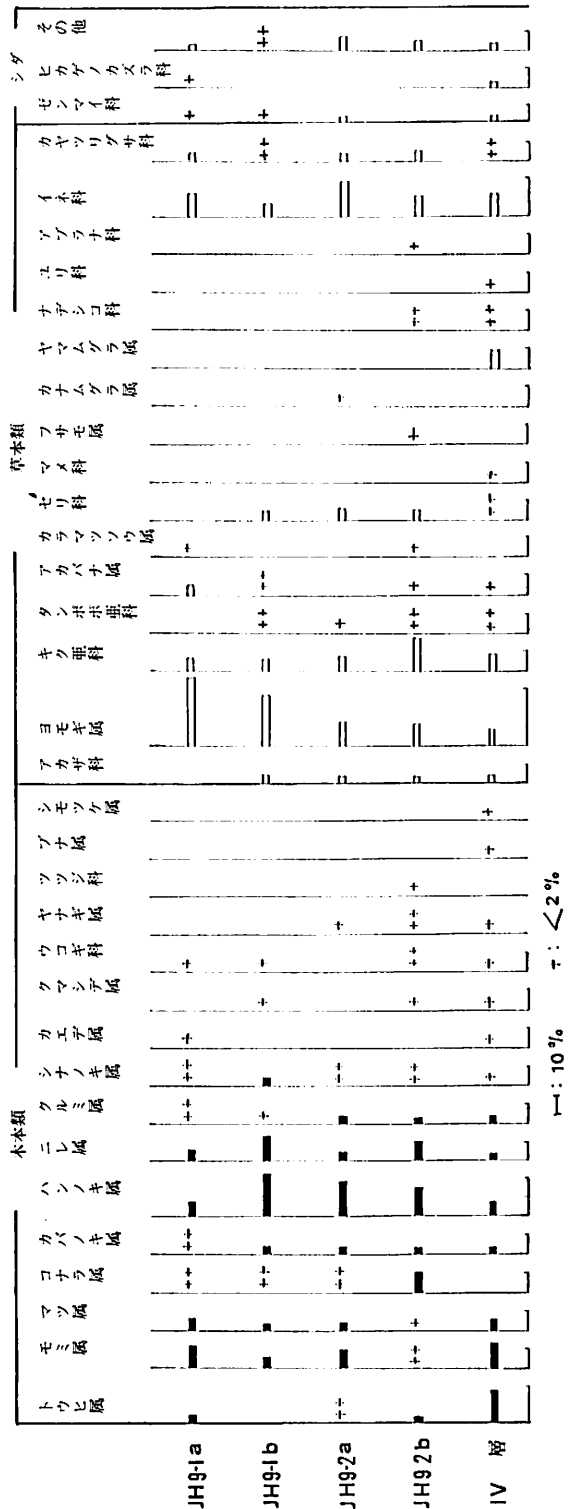 木本類
草本類
シダ
トウヒ属
モミ属
マツ属
コナラ属
カバノキ属
ハンノキ属
ニレ属
クルミ属
シナノキ属
カエデ属
クマシデ属
ウコギ科
ヤナギ属
ツツジ科
ブナ属
シモツケ属
アカザ科
ヨモギ属
キク亜科
タンポポ亜科
アカバナ属
カラマツソウ属
セリ科
マメ科
フサモ属
カナムグラ属
ヤマムグラ属
ナデシコ科
ユリ科
アブラナ科
イネ科
カヤツリグサ科
ゼンマイ科
ヒカゲノカズラ科
その他
JH9-1a
JH9-1b
JH9-2a
JH9 2b
IV 層
: 10% +: <2%